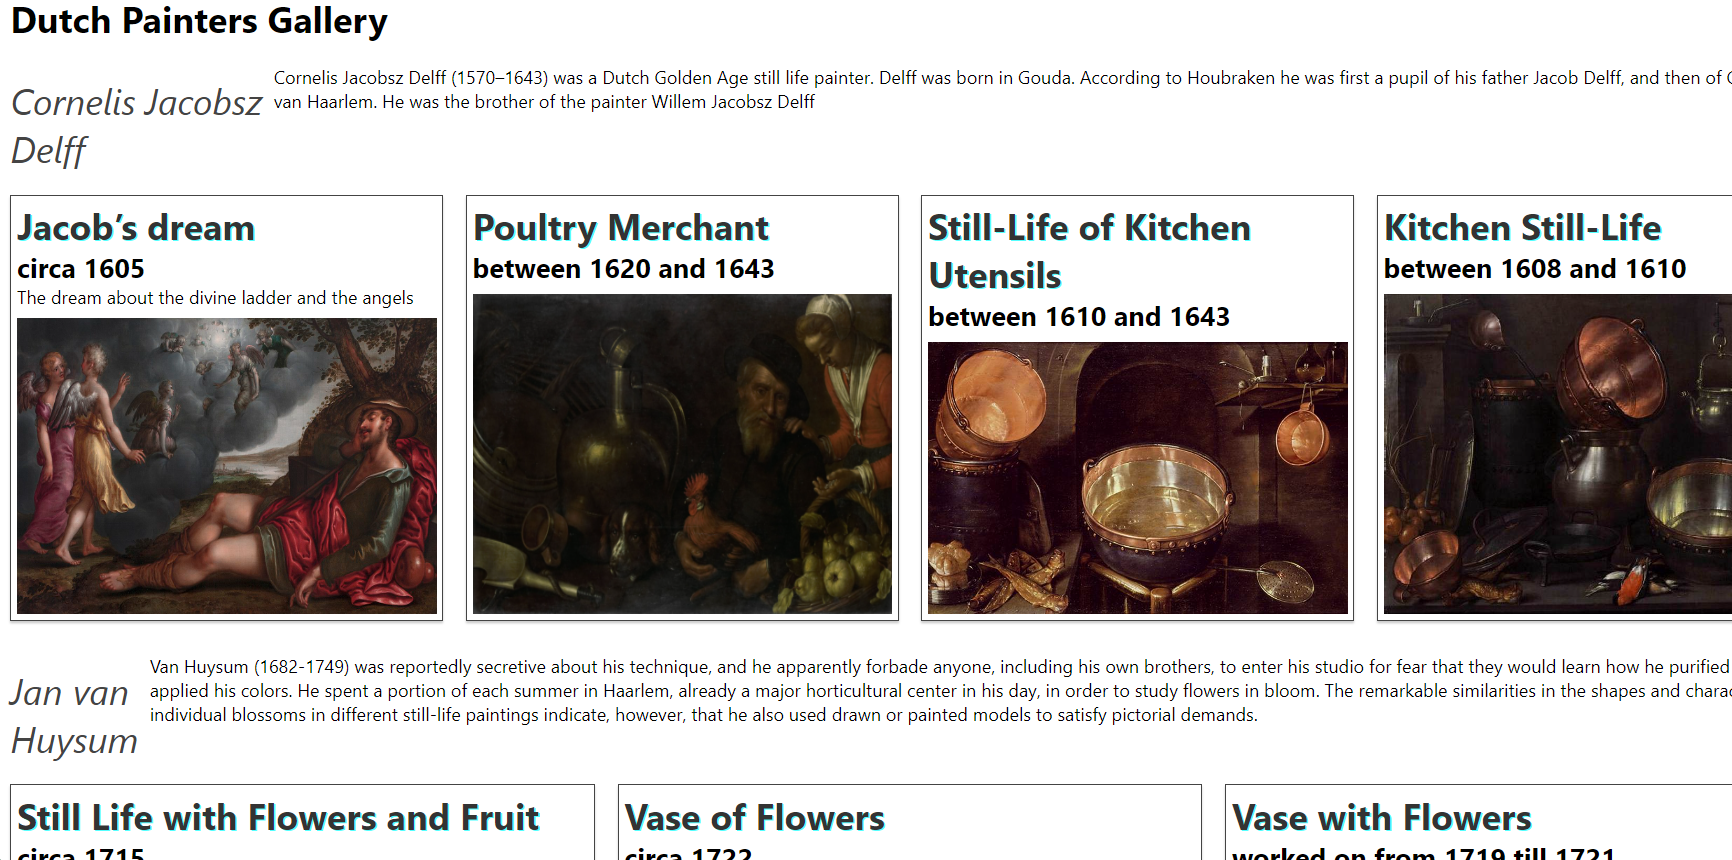 Dutch Painters Gallery
Cornelis Jacobsz
Delff
Cornelis Jacobsz Delff (1570–1643) was a Dutch Golden Age still life painter. Delff was born in Gouda. According to Houbraken he was first a pupil of his father Jacob Delff, and then of
van Haarlem. He was the brother of the painter Willem Jacobsz Delff
Jacob’s dream
circa 1605
The dream about the divine ladder and the angels
Poultry Merchant
between 1620 and 1643
Still-Life of Kitchen
Utensils
between 1610 and 1643
Kitchen Still-Life
between 1608 and 1610
Jan van
Huysum
Van Huysum (1682-1749) was reportedly secretive about his technique, and he apparently forbade anyone, including his own brothers, to enter his studio for fear that they would learn how he purified
applied his colors. He spent a portion of each summer in Haarlem, already a major horticultural center in his day, in order to study flowers in bloom. The remarkable similarities in the shapes and
individual blossoms in different still-life paintings indicate, however, that he also used drawn or painted models to satisfy pictorial demands.
Still Life with Flowers and Fruit
circa 1715
Vase of Flowers
circa 1722
Vase with Flowers
worked on from 1719 till 1721